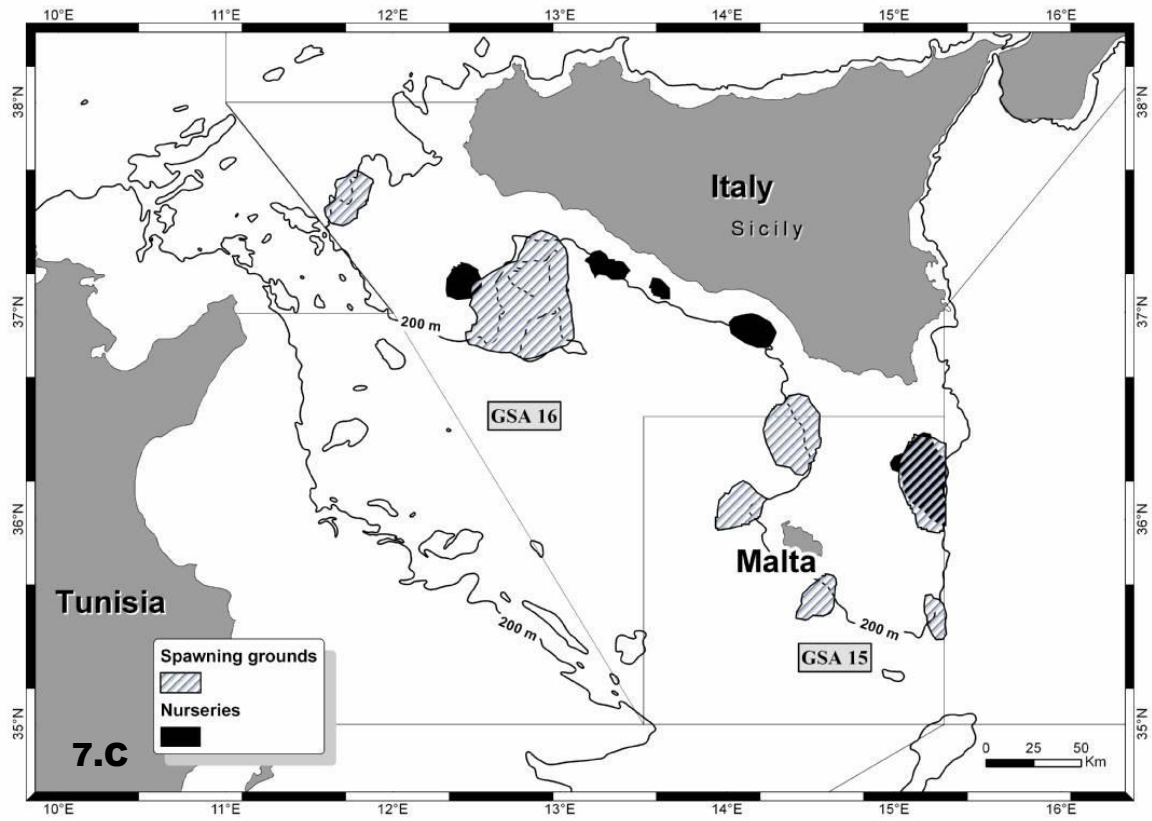 10°E 11°E 12°E 13°E 14°E 15°E 16°E
38°N 38°N
Italy
Sicily
37°N 37°N
200 m
GSA 16
36°N 36°N
Malta
Tunisia
200 m
200 m
GSA 15
Spawning grounds
Nurseries
35°N 35°N
7.C
0 25 50
Km
10°E 11°E 12°E 13°E 14°E 15°E 16°E